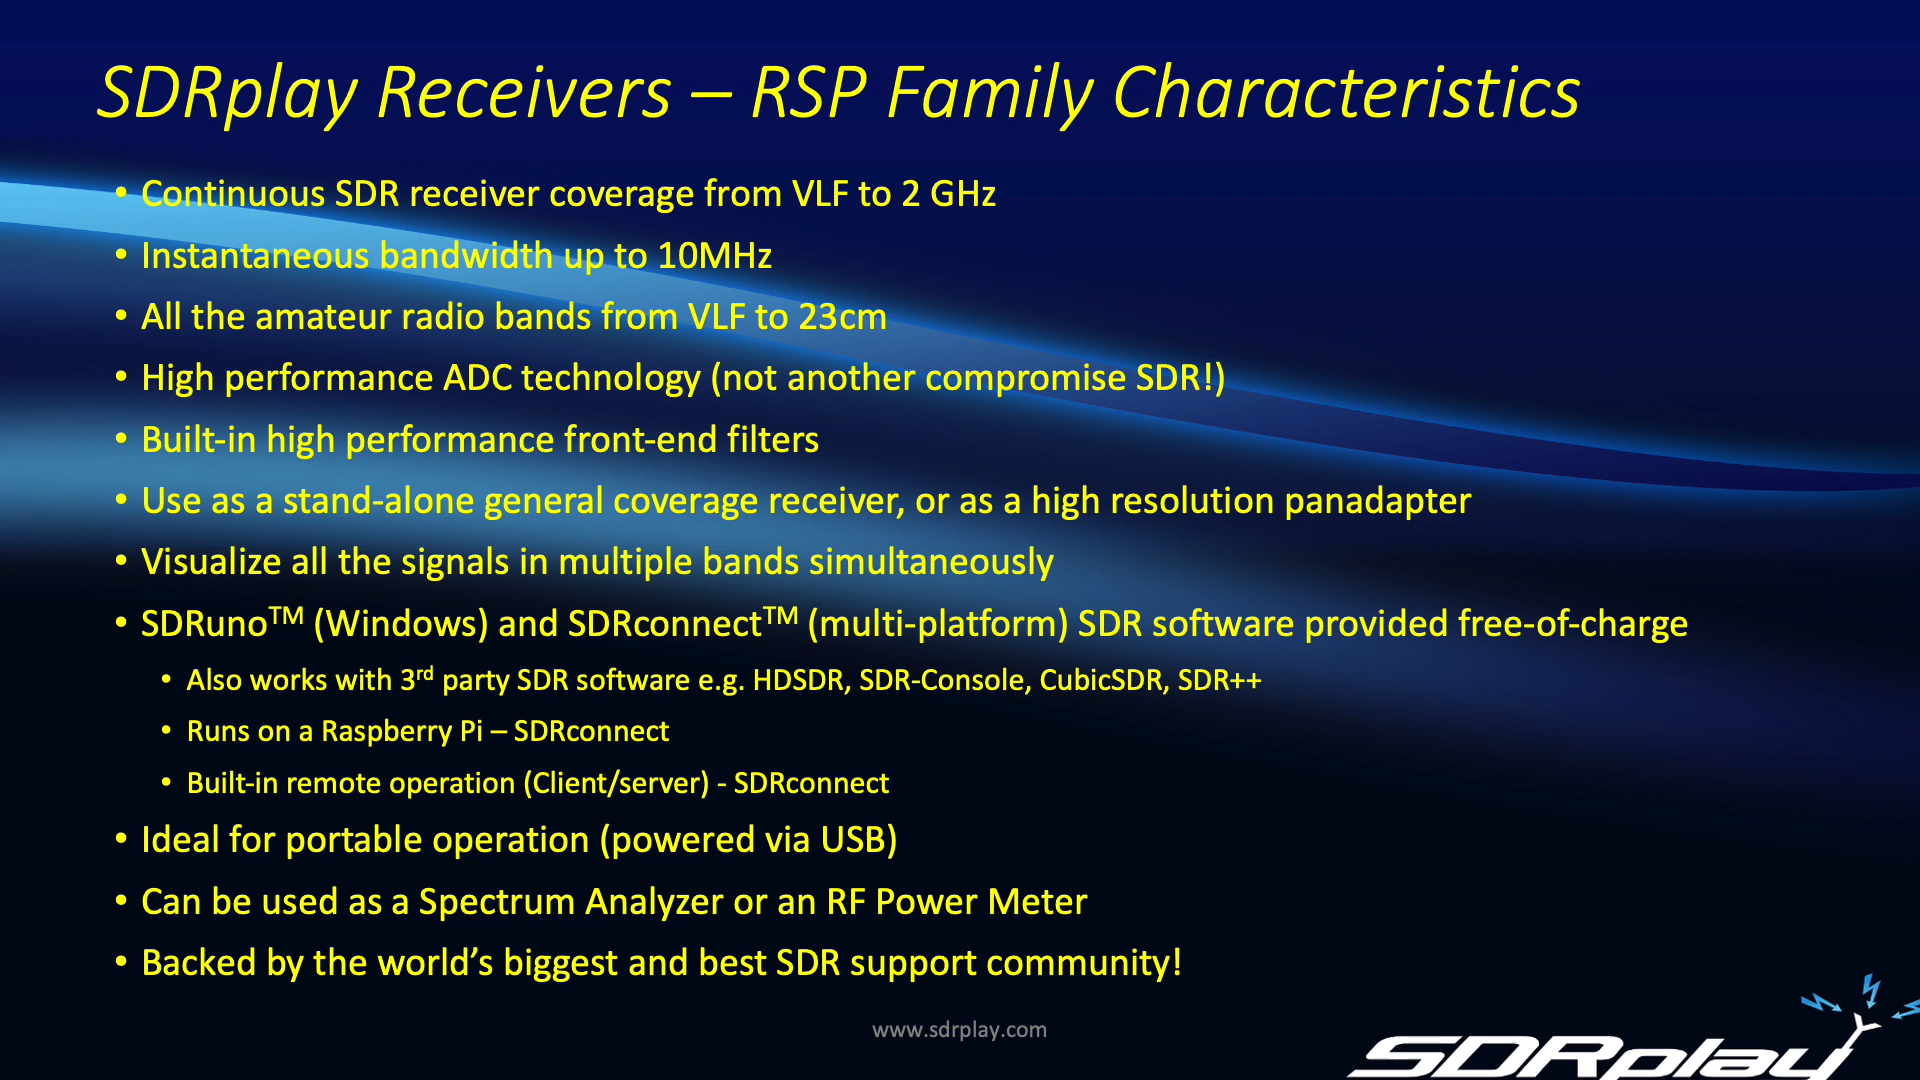 SDRplay Receivers – RSP Family Characteristics
• Continuous SDR receiver coverage from VLF to 2 GHz
• Instantaneous bandwidth up to 10MHz
• All the amateur radio bands from VLF to 23cm
• High performance ADC technology (not another compromise SDR!)
• Built-in high performance front-end filters
• Use as a stand-alone general coverage receiver, or as a high resolution panadapter
• Visualize all the signals in multiple bands simultaneously
• SDRuno™ (Windows) and SDRconnect™ (multi-platform) SDR software provided free-of-charge
• Also works with 3rd party SDR software e.g. HDSDR, SDR-Console, CubicSDR, SDR++
• Runs on a Raspberry Pi – SDRconnect
• Built-in remote operation (Client/server) - SDRconnect
• Ideal for portable operation (powered via USB)
• Can be used as a Spectrum Analyzer or an RF Power Meter
• Backed by the world’s biggest and best SDR support community!
www.sdrplay.com
SDRplay